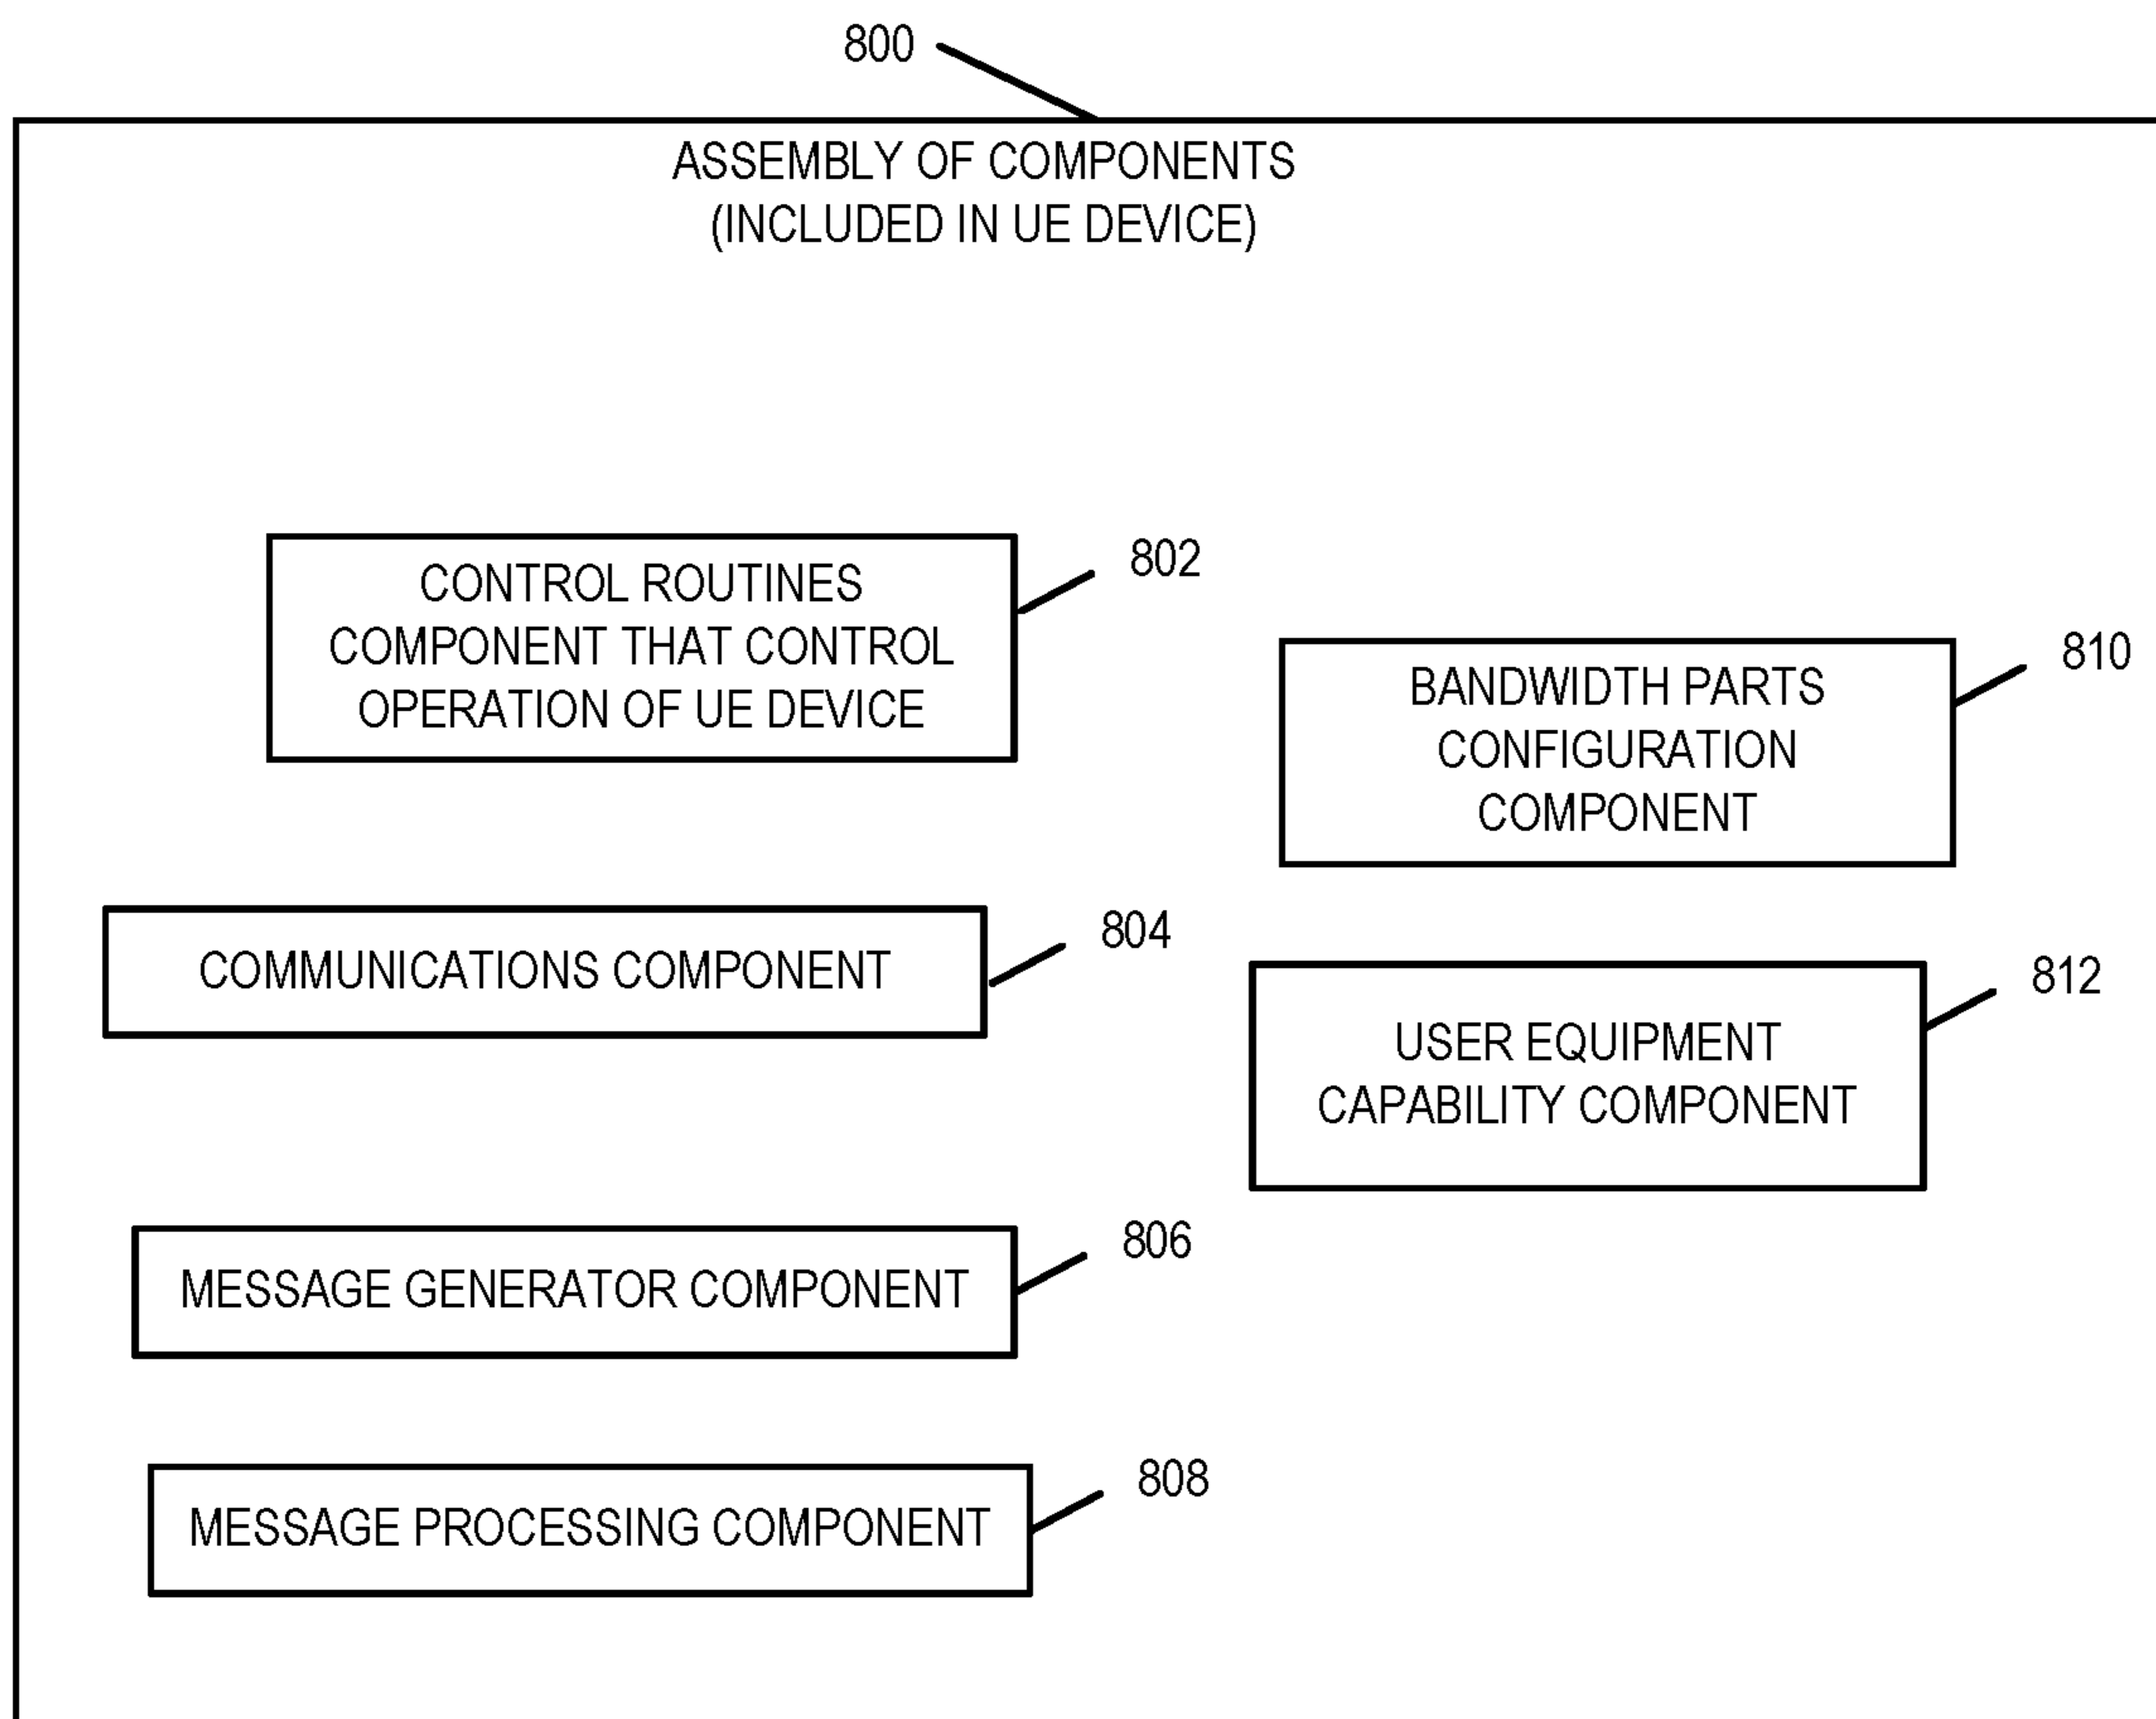 800
ASSEMBLY OF COMPONENTS
(INCLUDED IN UE DEVICE)
CONTROL ROUTINES
COMPONENT THAT CONTROL
OPERATION OF UE DEVICE
802
COMMUNICATIONS COMPONENT
804
MESSAGE GENERATOR COMPONENT
806
MESSAGE PROCESSING COMPONENT
808
BANDWIDTH PARTS
CONFIGURATION
COMPONENT
810
USER EQUIPMENT
CAPABILITY COMPONENT
812